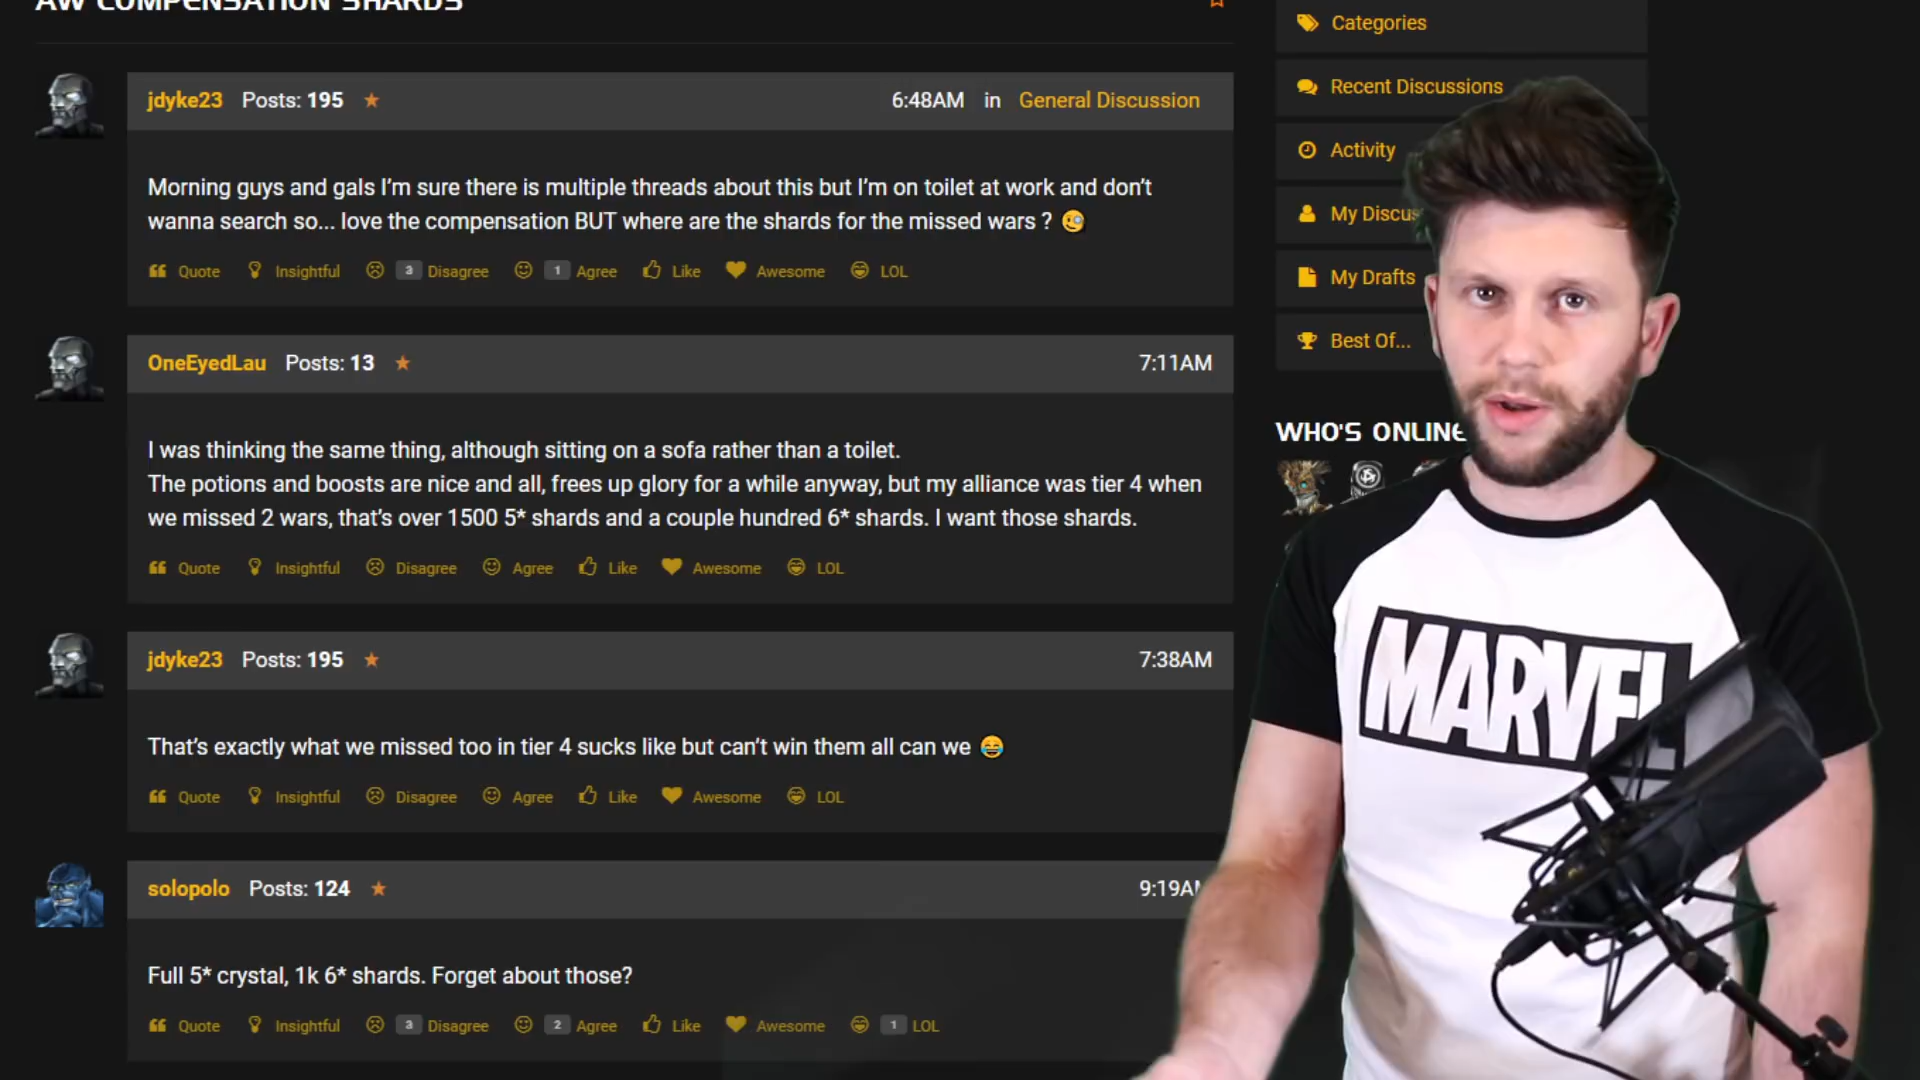 AW COMPENSATION SHARDS
jdyke23 Posts: 195 6:48AM in General Discussion
Morning guys and gals I'm sure there is multiple threads about this but I'm on toilet at work and don't
wanna search so... love the compensation BUT where are the shards for the missed wars ? 🧐
Quote Insightful 3 Disagree 1 Agree Like Awesome LOL
OneEyedLau Posts: 13 7:11AM
I was thinking the same thing, although sitting on a sofa rather than a toilet.
The potions and boosts are nice and all, frees up glory for a while anyway, but my alliance was tier 4 when
we missed 2 wars, that's over 1500 5* shards and a couple hundred 6* shards. I want those shards.
Quote Insightful Disagree Agree Like Awesome LOL
jdyke23 Posts: 195 7:38AM
That's exactly what we missed too in tier 4 sucks like but can't win them all can we 😂
Quote Insightful Disagree Agree Like Awesome LOL
solopolo Posts: 124 9:19AM
Full 5* crystal, 1k 6* shards. Forget about those?
Quote Insightful 3 Disagree 2 Agree Like Awesome 1 LOL
Categories
Recent Discussions
Activity
My Discus
My Drafts
Best Of...
WHO'S ONLINE
MARVEL